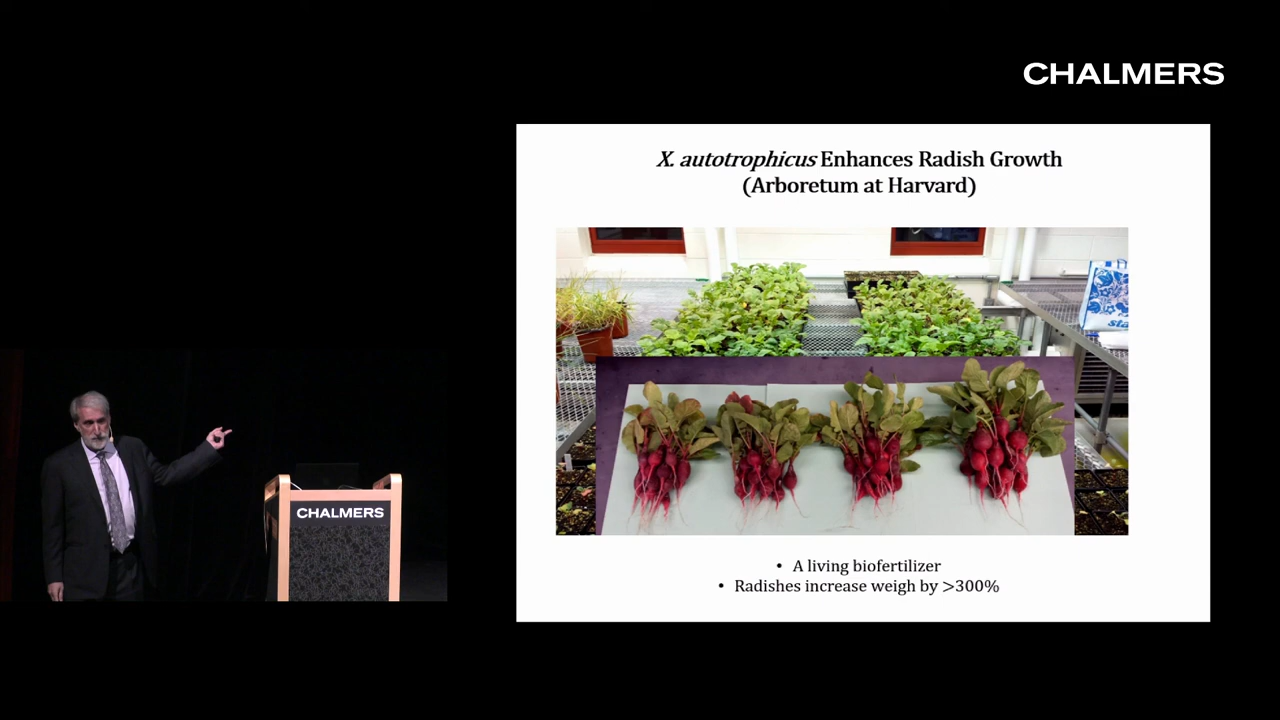 CHALMERS
X. autotrophicus Enhances Radish Growth
(Arboretum at Harvard)
• A living biofertilizer
• Radishes increase weigh by >300%
CHALMERS